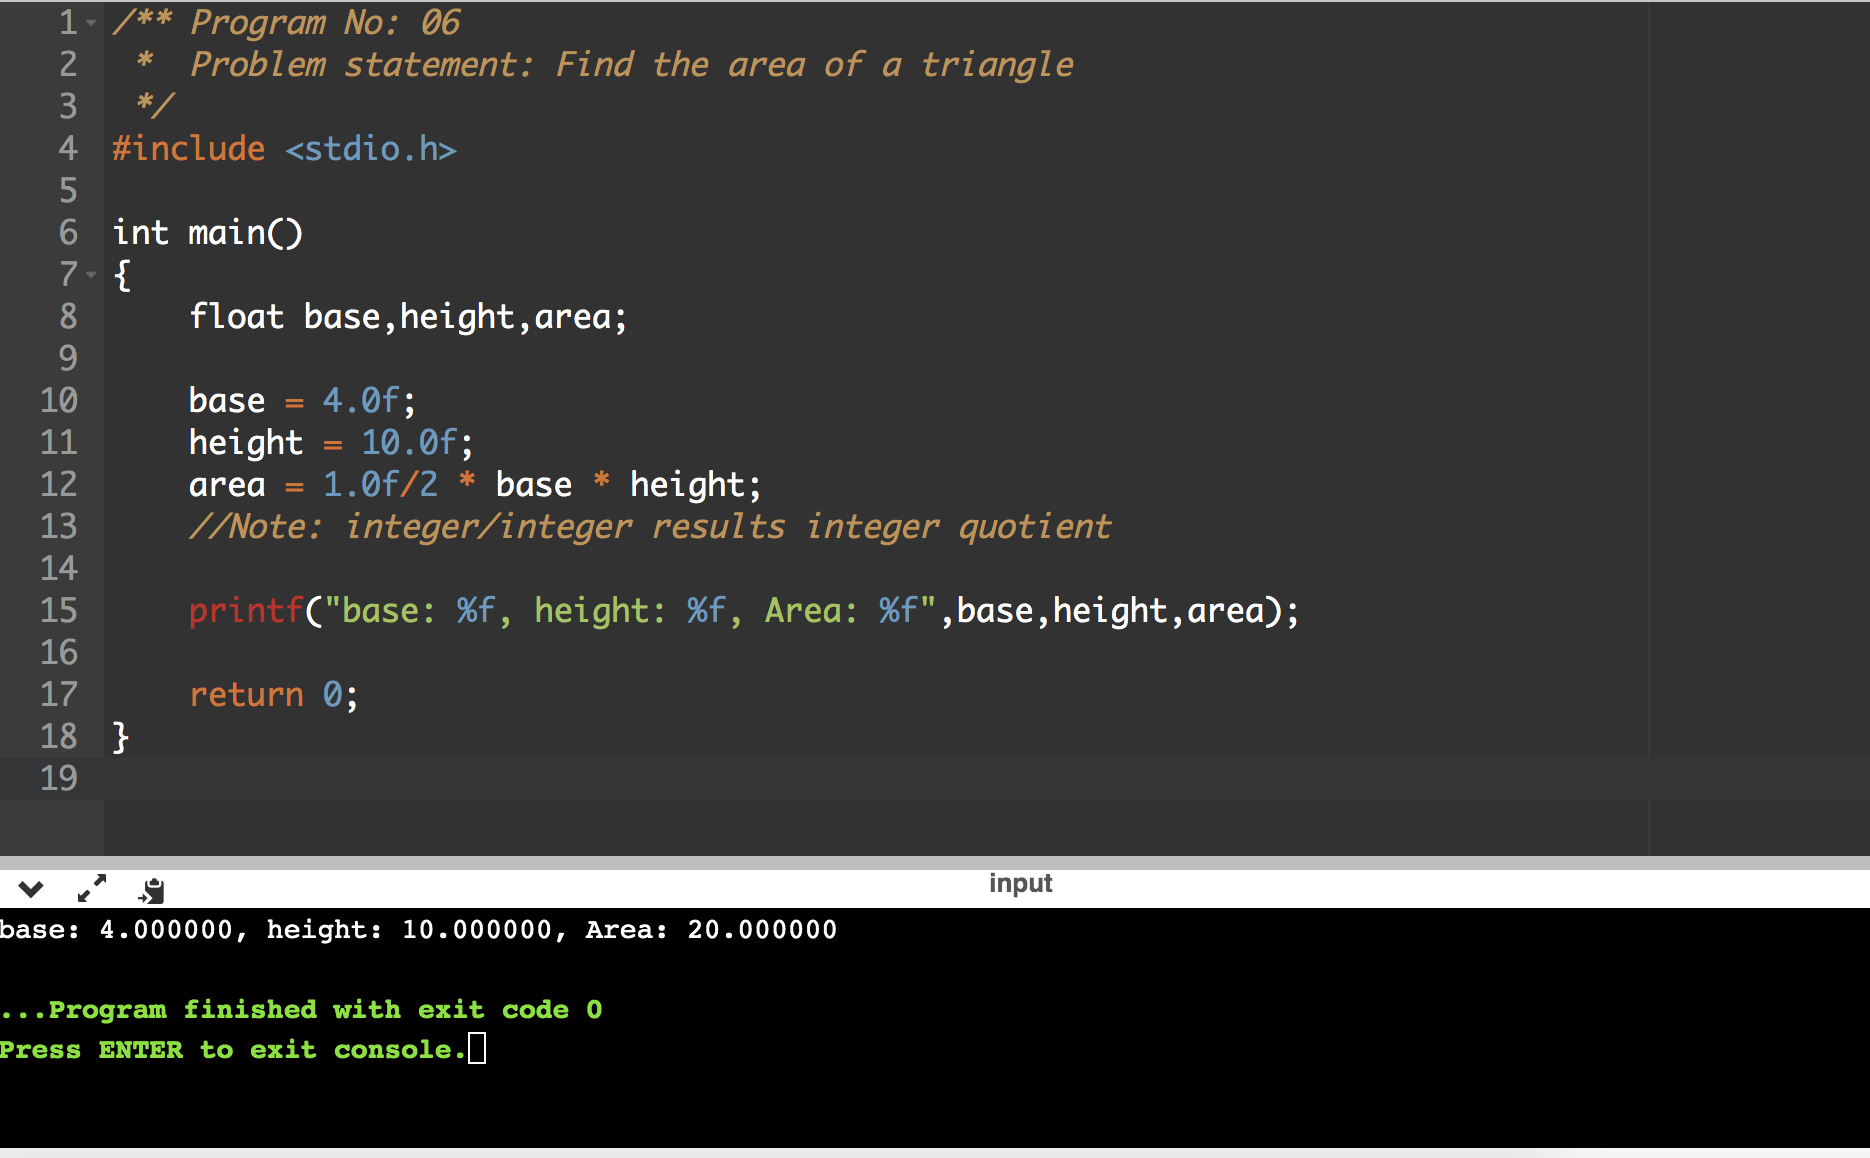 1 /** Program No: 06
2  *  Problem statement: Find the area of a triangle
3  */
4 #include <stdio.h>
5
6 int main()
7 {
8     float base,height,area;
9
10     base = 4.0f;
11     height = 10.0f;
12     area = 1.0f/2 * base * height;
13     //Note: integer/integer results integer quotient
14
15     printf("base: %f, height: %f, Area: %f",base,height,area);
16
17     return 0;
18 }
19
input
base: 4.000000, height: 10.000000, Area: 20.000000
...Program finished with exit code 0
Press ENTER to exit console.